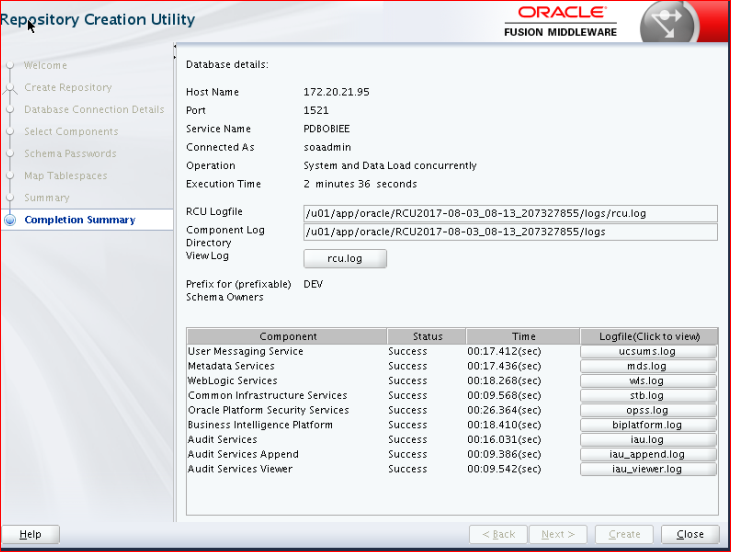 Repository Creation Utility
ORACLE
FUSION MIDDLEWARE
Welcome
Create Repository
Database Connection Details
Select Components
Schema Passwords
Map Tablespaces
Summary
Completion Summary
Database details:
Host Name 172.20.21.95
Port 1521
Service Name PDBOBIEE
Connected As soaadmin
Operation System and Data Load concurrently
Execution Time 2 minutes 36 seconds
RCU Logfile /u01/app/oracle/RCU2017-08-03_08-13_207327855/logs/rcu.log
Component Log /u01/app/oracle/RCU2017-08-03_08-13_207327855/logs
Directory
View Log rcu.log
Prefix for (prefixable) DEV
Schema Owners
Component Status Time Logfile(Click to view)
User Messaging Service Success 00:17.412(sec) ucsums.log
Metadata Services Success 00:17.436(sec) mds.log
WebLogic Services Success 00:18.268(sec) wls.log
Common Infrastructure Services Success 00:09.568(sec) stb.log
Oracle Platform Security Services Success 00:26.364(sec) opss.log
Business Intelligence Platform Success 00:18.410(sec) biplatform.log
Audit Services Success 00:16.031(sec) iau.log
Audit Services Append Success 00:09.386(sec) iau_append.log
Audit Services Viewer Success 00:09.542(sec) iau_viewer.log
Help < Back Next > Create Close